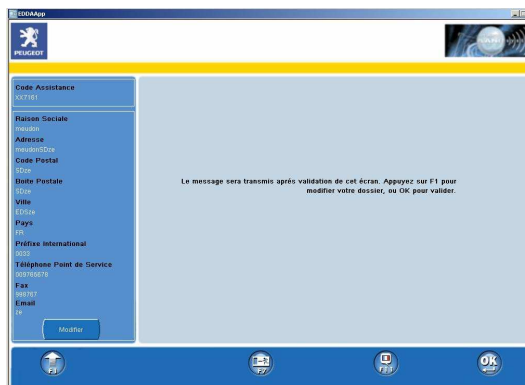 EDDAApp
PEUGEOT
Code Assistance
XX7161
Raison Sociale
meudon
Adresse
meudonSDze
Code Postal
SDze
Boite Postale
SDze
Ville
EDSze
Pays
FR
Préfixe International
0033
Téléphone Point de Service
009765678
Fax
998767
Email
ze
Modifier
Le message sera transmis aprés validation de cet écran. Appuyez sur F1 pour
modifier votre dossier, ou OK pour valider.
F1
F7
F11
OK